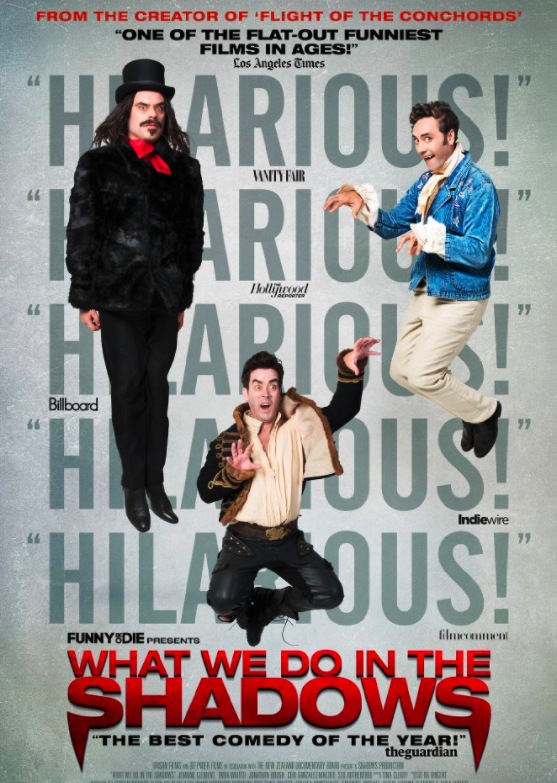 FROM THE CREATOR OF 'FLIGHT OF THE CONCHORDS'
"ONE OF THE FLAT-OUT FUNNIEST
FILMS IN AGES!"
Los Angeles Times
"HILARIOUS!"
VANITY FAIR
"HILARIOUS!"
The Hollywood
REPORTER
"HILARIOUS!"
Billboard
"HILARIOUS!"
Indiewire
"HILARIOUS!"
filmcomment
FUNNY OR DIE PRESENTS
WHAT WE DO IN THE
SHADOWS
"THE BEST COMEDY OF THE YEAR!"
theguardian